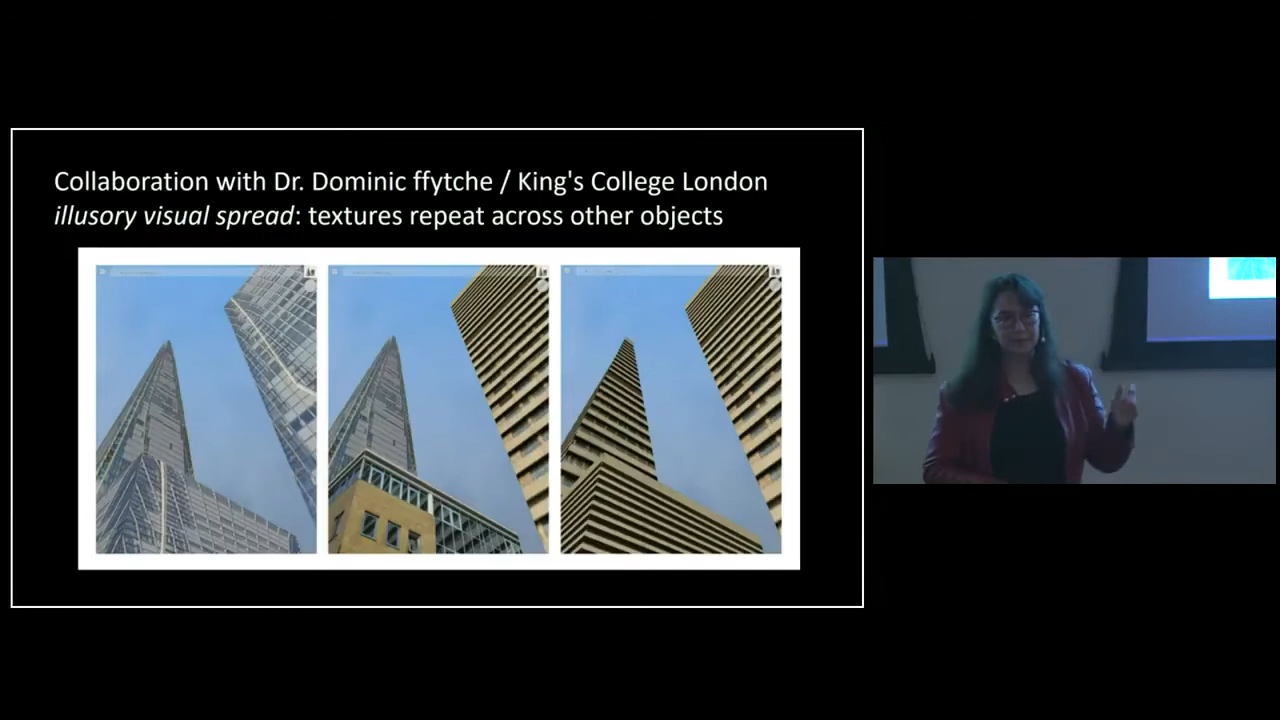 Collaboration with Dr. Dominic ffytche / King's College London
illusory visual spread: textures repeat across other objects